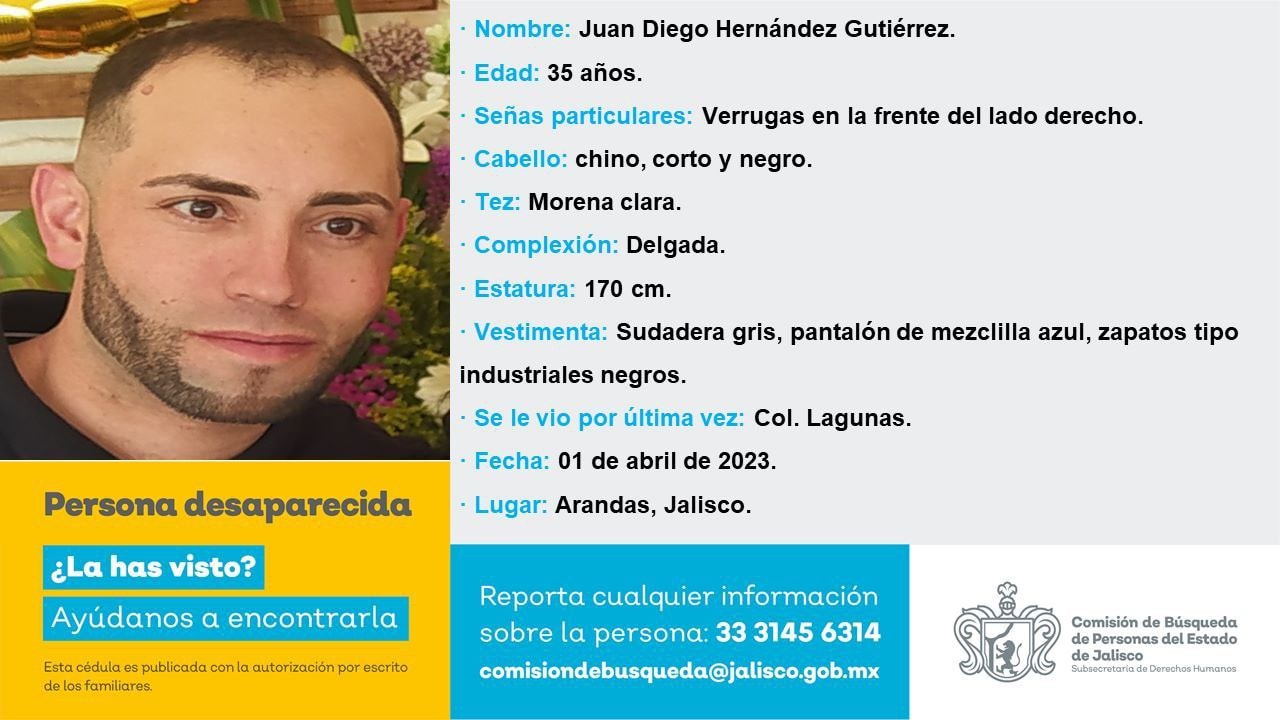 · Nombre: Juan Diego Hernández Gutiérrez.
· Edad: 35 años.
· Señas particulares: Verrugas en la frente del lado derecho.
· Cabello: chino, corto y negro.
· Tez: Morena clara.
· Complexión: Delgada.
· Estatura: 170 cm.
· Vestimenta: Sudadera gris, pantalón de mezclilla azul, zapatos tipo
industriales negros.
· Se le vio por última vez: Col. Lagunas.
· Fecha: 01 de abril de 2023.
· Lugar: Arandas, Jalisco.
Persona desaparecida
¿La has visto?
Ayúdanos a encontrarla
Esta cédula es publicada con la autorización por escrito
de los familiares.
Reporta cualquier información
sobre la persona: 33 3145 6314
comisiondebusqueda@jalisco.gob.mx
Comisión de Búsqueda
de Personas del Estado
de Jalisco
Subsecretaría de Derechos Humanos